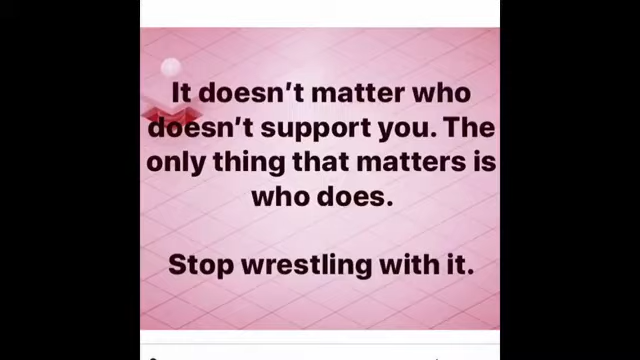 It doesn’t matter who
doesn’t support you. The
only thing that matters is
who does.
Stop wrestling with it.